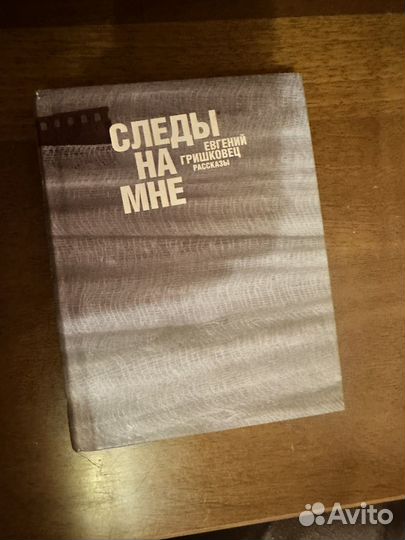 СЛЕДЫ
НА
МНЕ
ЕВГЕНИЙ
ГРИШКОВЕЦ
РАССКАЗЫ
Avito